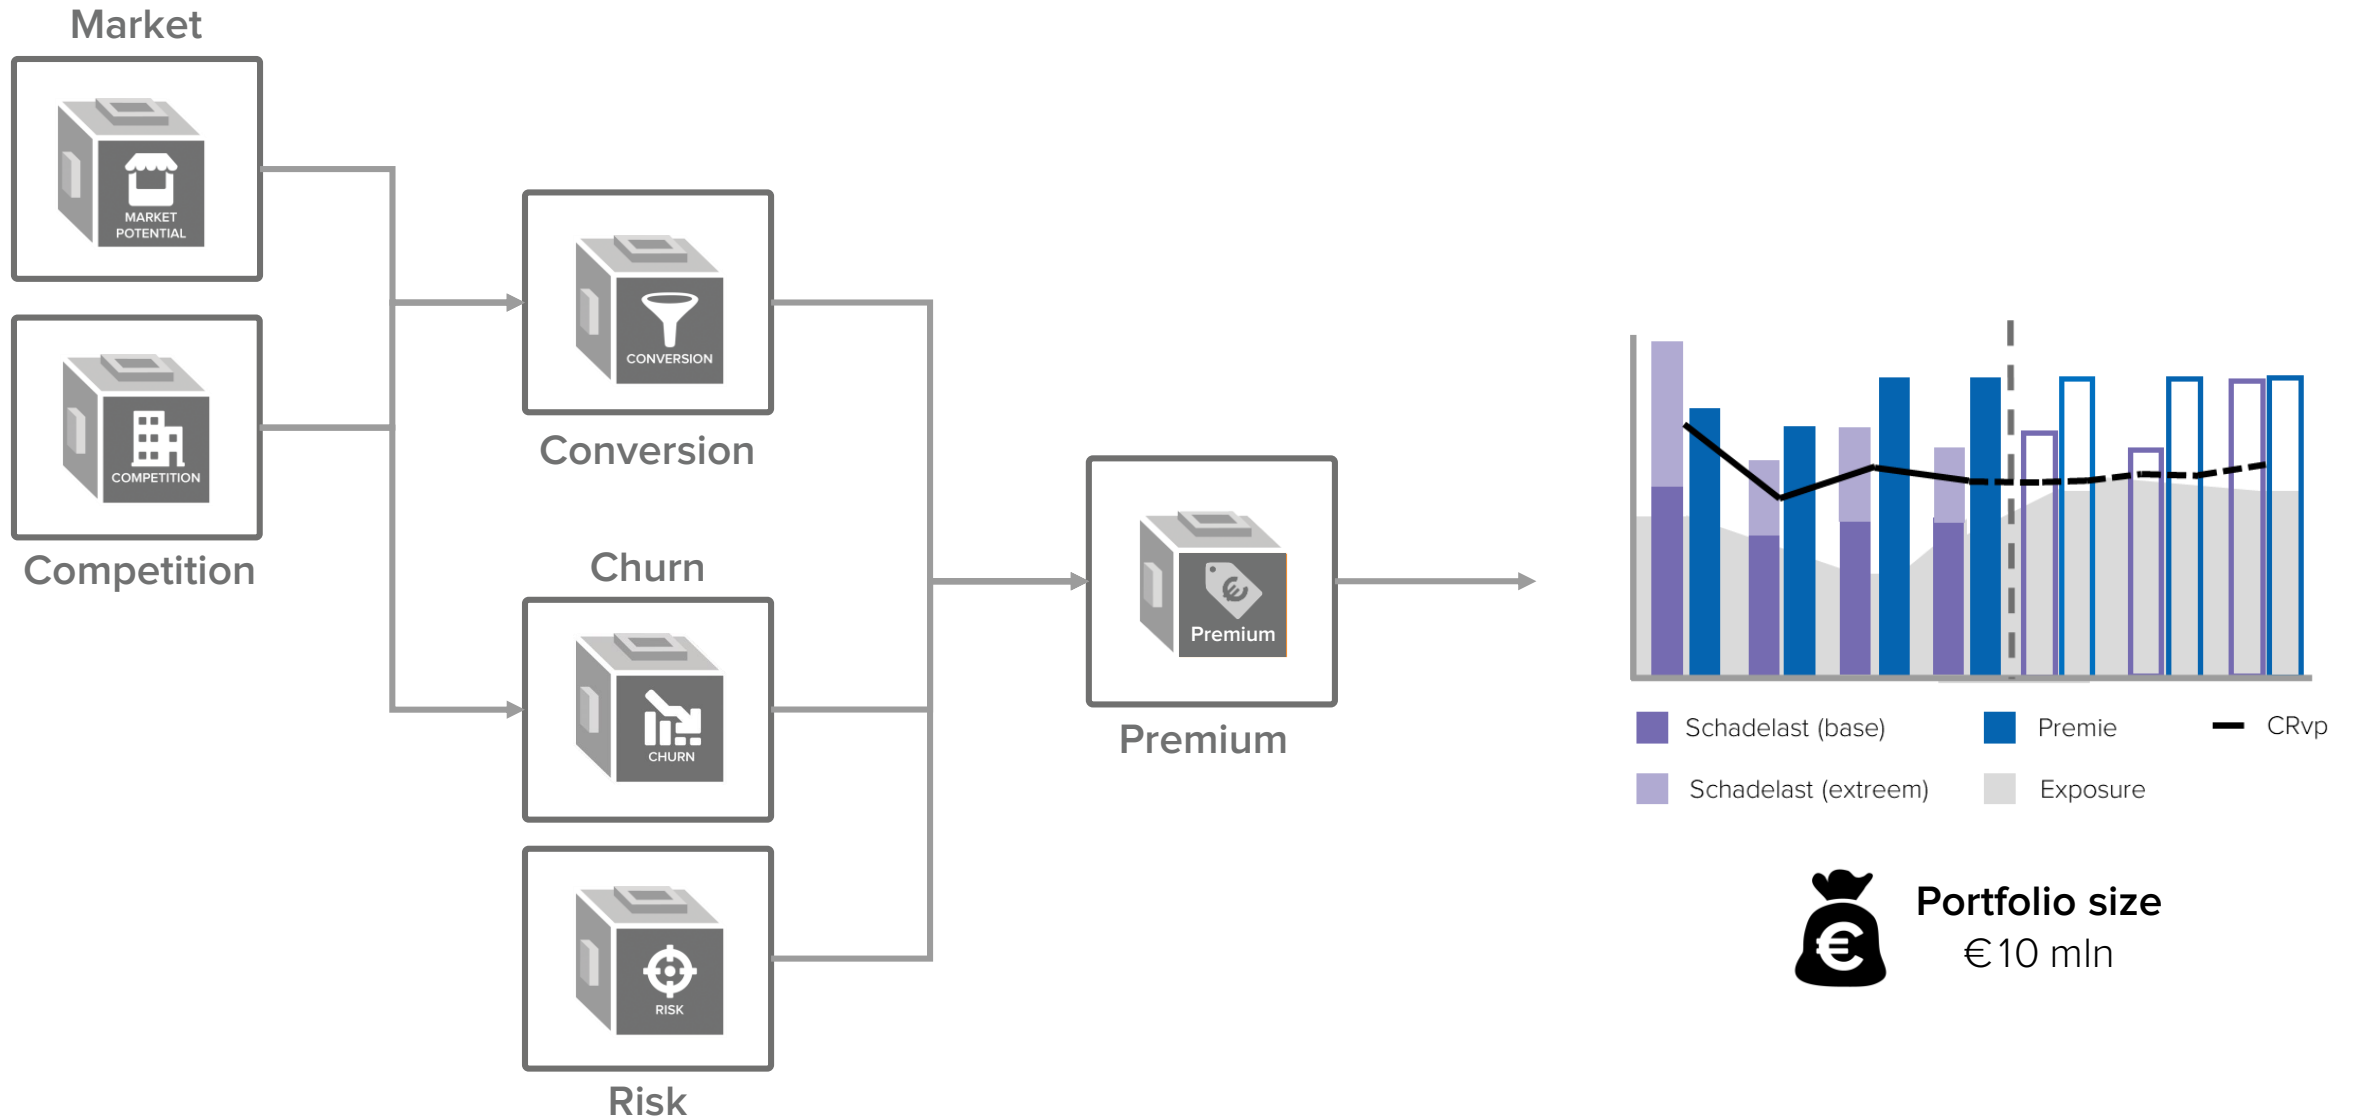 Market
MARKET
POTENTIAL
COMPETITION
Competition
CONVERSION
Conversion
Churn
CHURN
RISK
Risk
Premium
Premium
Schadelast (base)
Premie
CRvp
Schadelast (extreem)
Exposure
Portfolio size
€10 mln